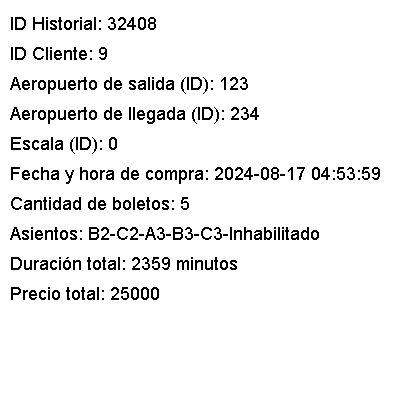 ID Historial: 32408
ID Cliente: 9
Aeropuerto de salida (ID): 123
Aeropuerto de llegada (ID): 234
Escala (ID): 0
Fecha y hora de compra: 2024-08-17 04:53:59
Cantidad de boletos: 5
Asientos: B2-C2-A3-B3-C3-Inhabilitado
Duración total: 2359 minutos
Precio total: 25000